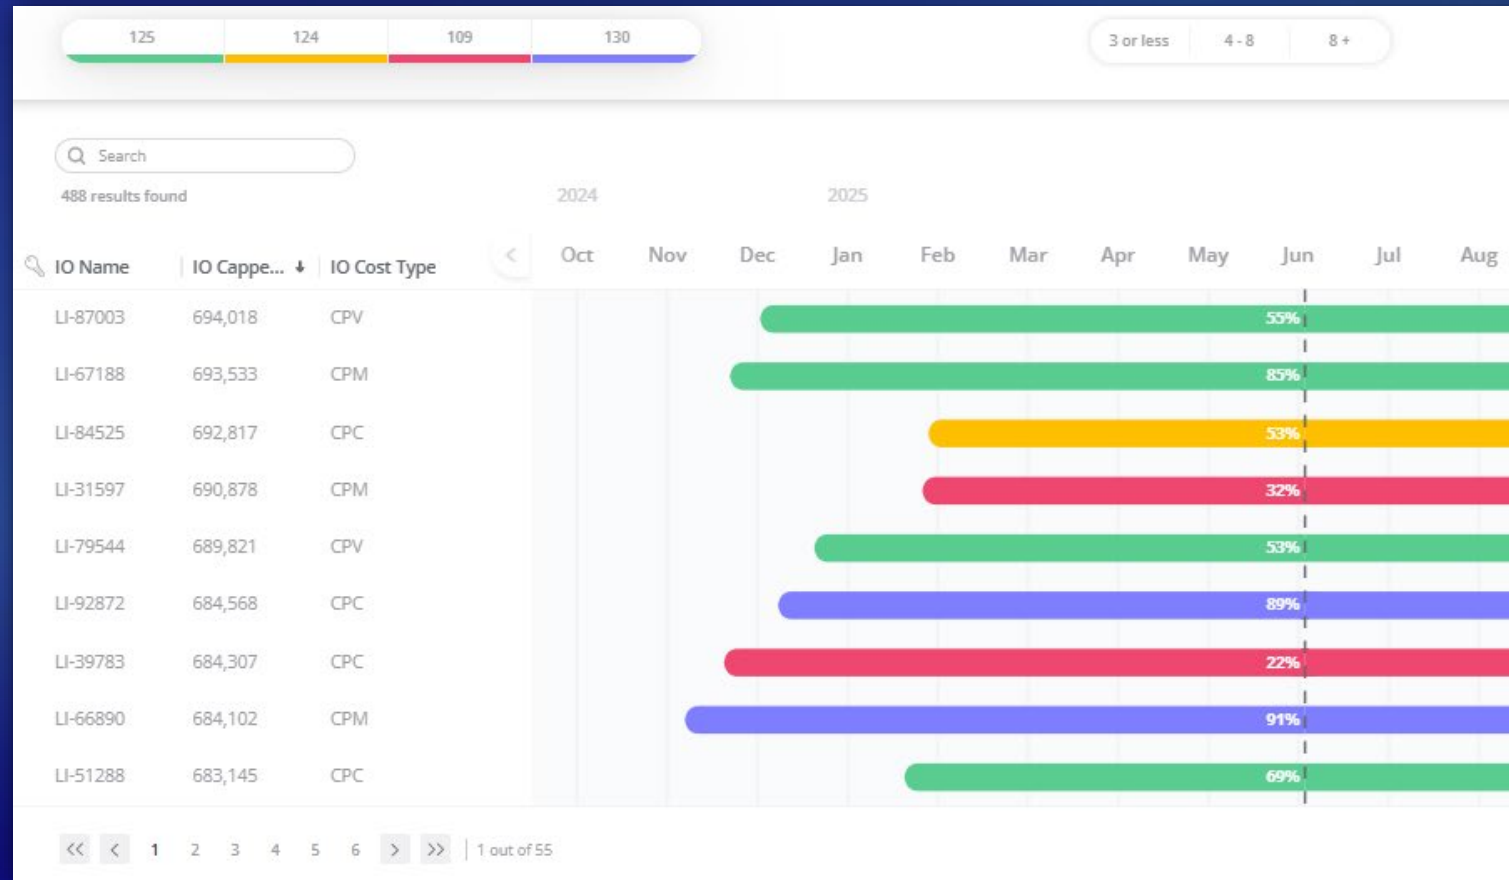 125 124 109 130
3 or less 4 - 8 8 +
Search
488 results found
2024 2025
IO Name IO Cappe... IO Cost Type < Oct Nov Dec Jan Feb Mar Apr May Jun Jul Aug
LI-87003 694,018 CPV 55%
LI-67188 693,533 CPM 85%
LI-84525 692,817 CPC 53%
LI-31597 690,878 CPM 32%
LI-79544 689,821 CPV 53%
LI-92872 684,568 CPC 89%
LI-39783 684,307 CPC 22%
LI-66890 684,102 CPM 91%
LI-51288 683,145 CPC 69%
<< < 1 2 3 4 5 6 > >> | 1 out of 55